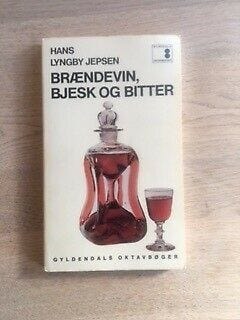 HANS
LYNGBY JEPSEN
BRÆNDEVIN,
BJESK OG BITTER
GYLDENDALS OKTAVBØGER